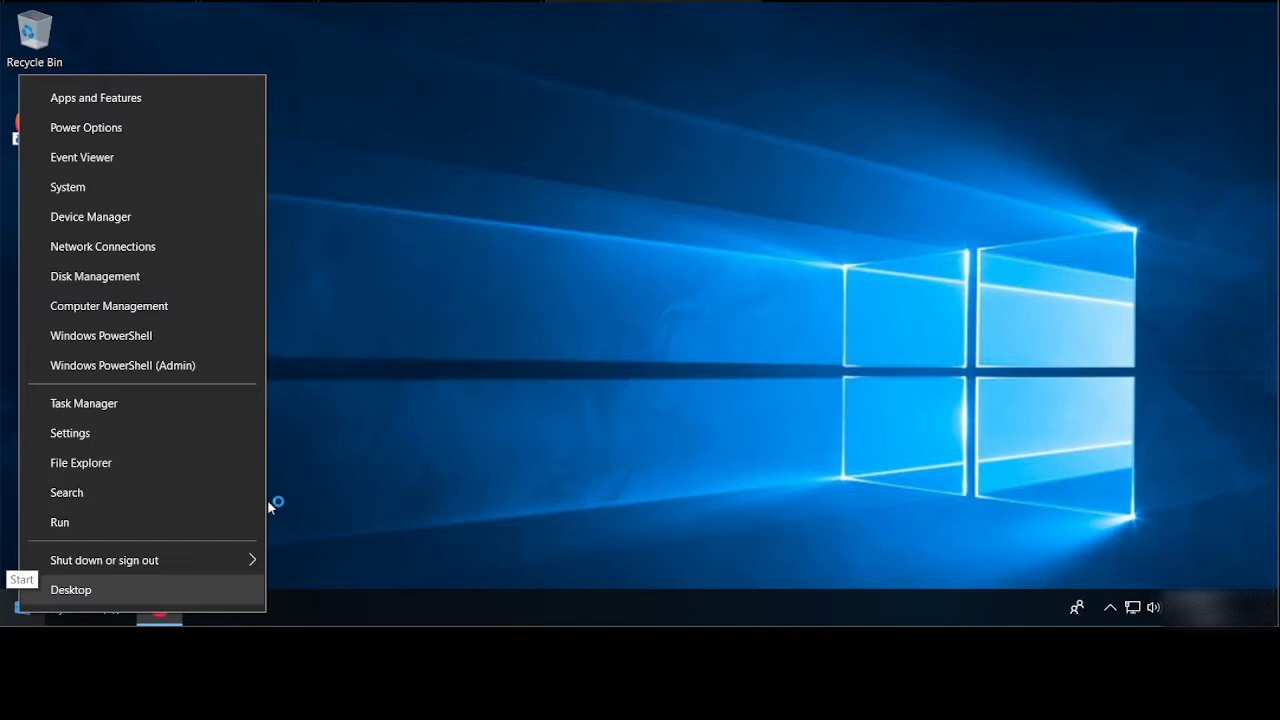 Recycle Bin
Apps and Features
Power Options
Event Viewer
System
Device Manager
Network Connections
Disk Management
Computer Management
Windows PowerShell
Windows PowerShell (Admin)
Task Manager
Settings
File Explorer
Search
Run
Shut down or sign out
Start
Desktop